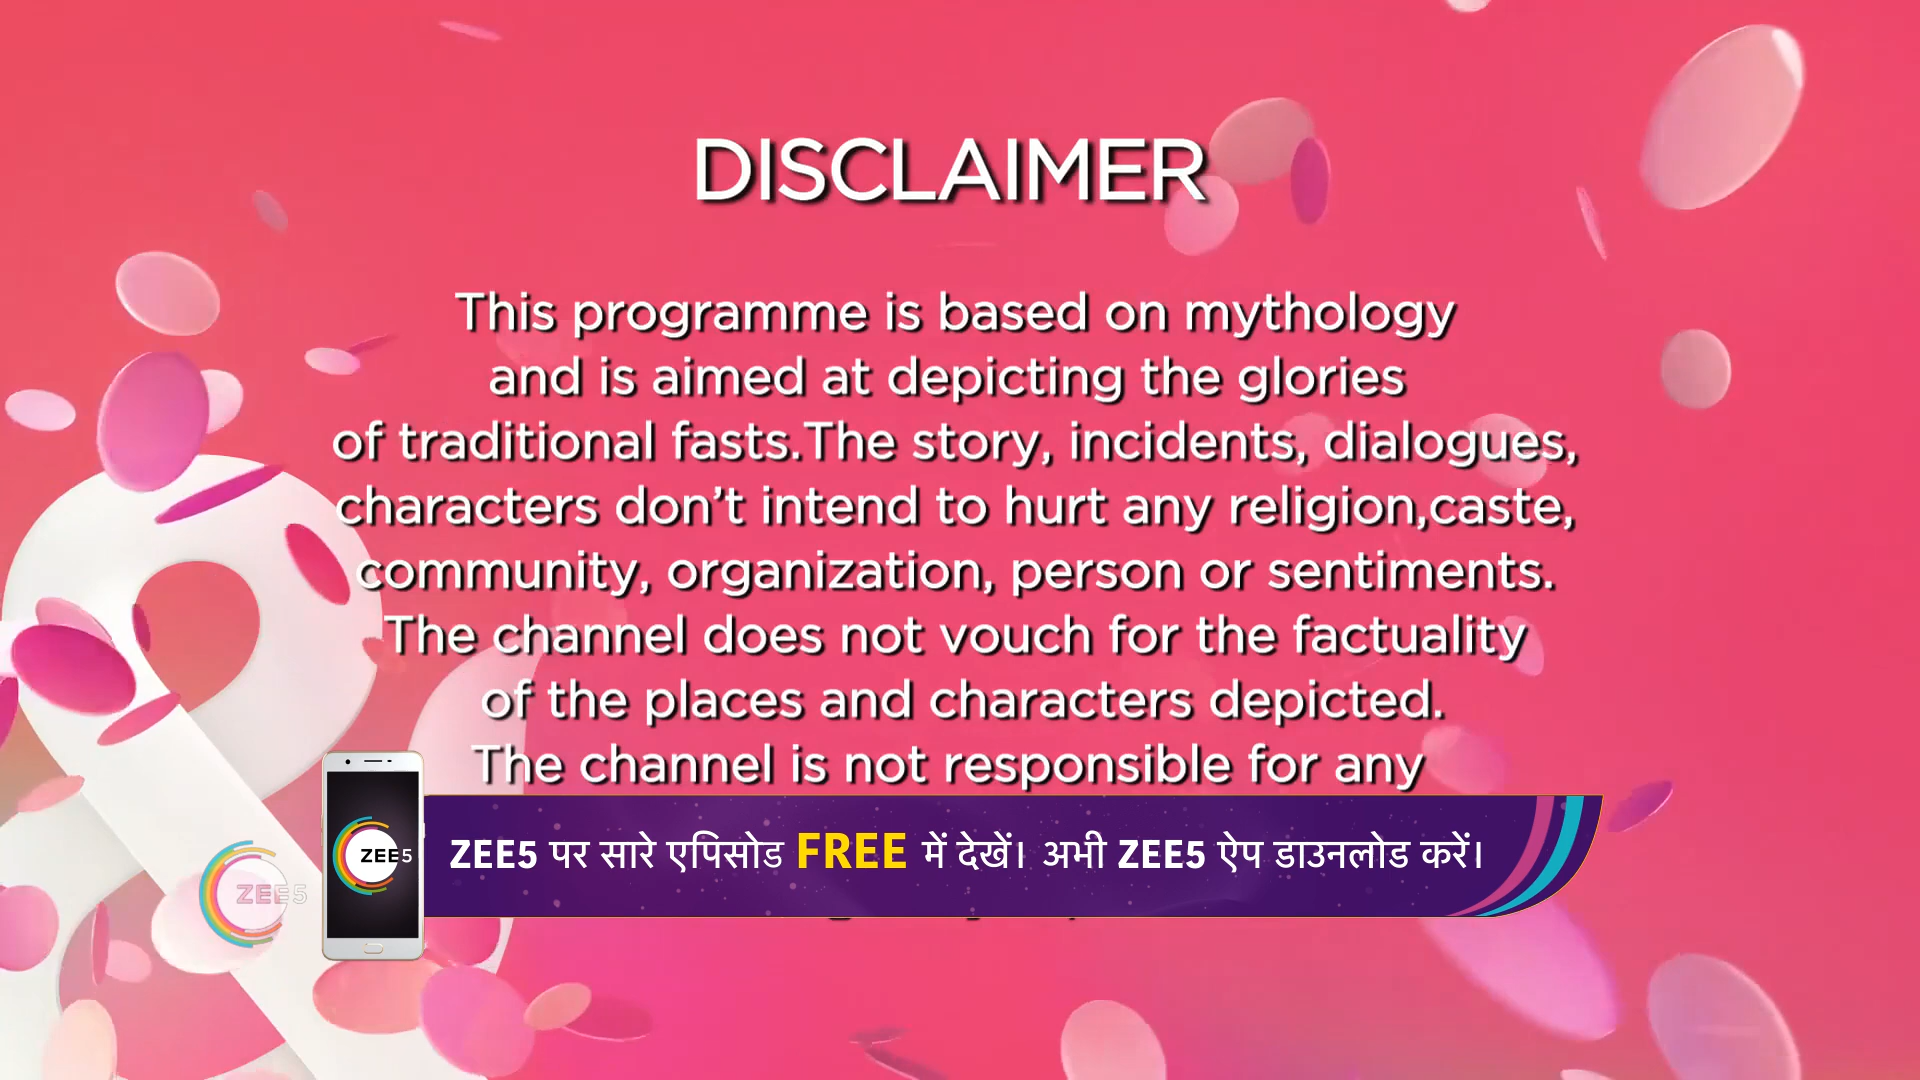 DISCLAIMER
This programme is based on mythology
and is aimed at depicting the glories
of traditional fasts.The story, incidents, dialogues,
characters don’t intend to hurt any religion,caste,
community, organization, person or sentiments.
The channel does not vouch for the factuality
of the places and characters depicted.
The channel is not responsible for any
ZEE5 पर सारे एपिसोड FREE में देखें। अभी ZEE5 ऐप डाउनलोड करें।
ZEE5
ZEE5